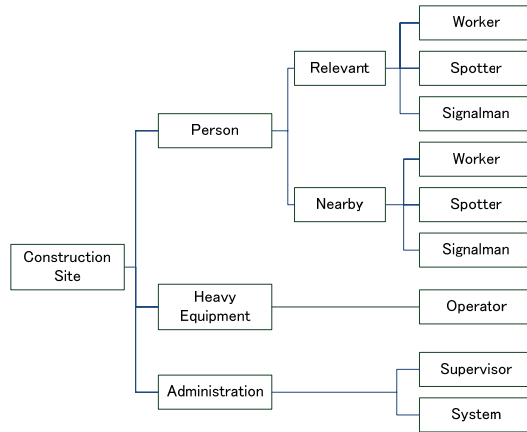 Worker
Relevant
Spotter
Signalman
Person
Worker
Nearby
Spotter
Signalman
Construction
Site
Heavy
Equipment
Operator
Administration
Supervisor
System